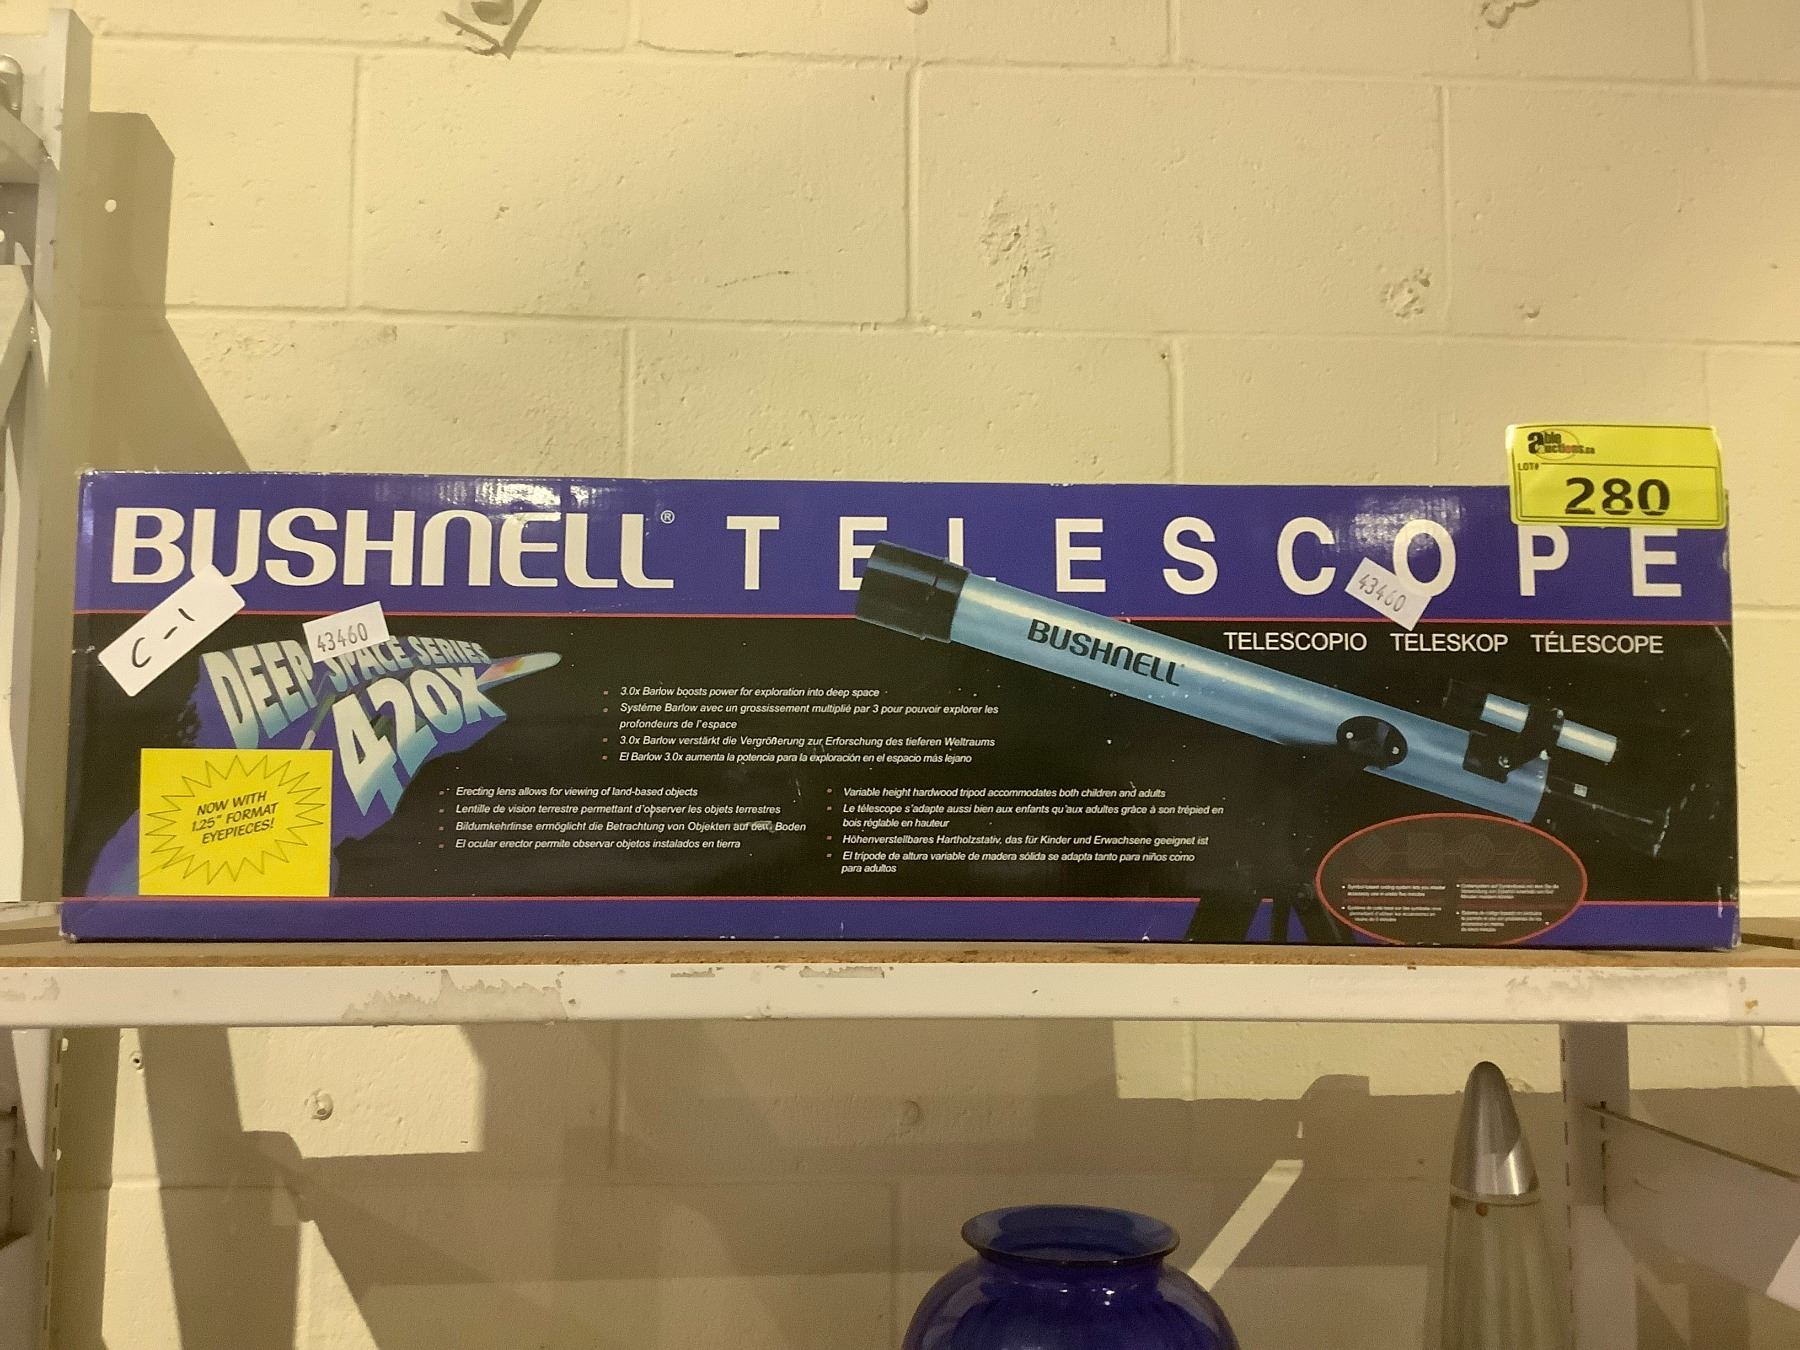 able
auctions.ca
LOT#
280
BUSHNELL® TELESCOPE
C-1
43460
43460
DEEP SPACE SERIES
420X
BUSHNELL
TELESCOPIO TELESKOP TÉLESCOPE
3.0x Barlow boosts power for exploration into deep space
Systéme Barlow avec un grossissement multiplié par 3 pour pouvoir explorer les
profondeurs de l'espace
3.0x Barlow verstärkt die Vergrößerung zur Erforschung des tieferen Weltraums
El Barlow 3.0x aumenta la potencia para la exploración en el espacio más lejano
NOW WITH
1.25" FORMAT
EYEPIECES!
Erecting lens allows for viewing of land-based objects
Lentille de vision terrestre permettant d'observer les objets terrestres
Bildumkehrlinse ermöglicht die Betrachtung von Objekten auf dem Boden
El ocular erector permite observar objetos instalados en tierra
Variable height hardwood tripod accommodates both children and adults
Le télescope s'adapte aussi bien aux enfants qu'aux adultes grâce à son trépied en
bois réglable en hauteur
Höhenverstellbares Hartholzstativ, das für Kinder und Erwachsene geeignet ist
El tripode de altura variable de madera sólida se adapta tanto para niños como
para adultos